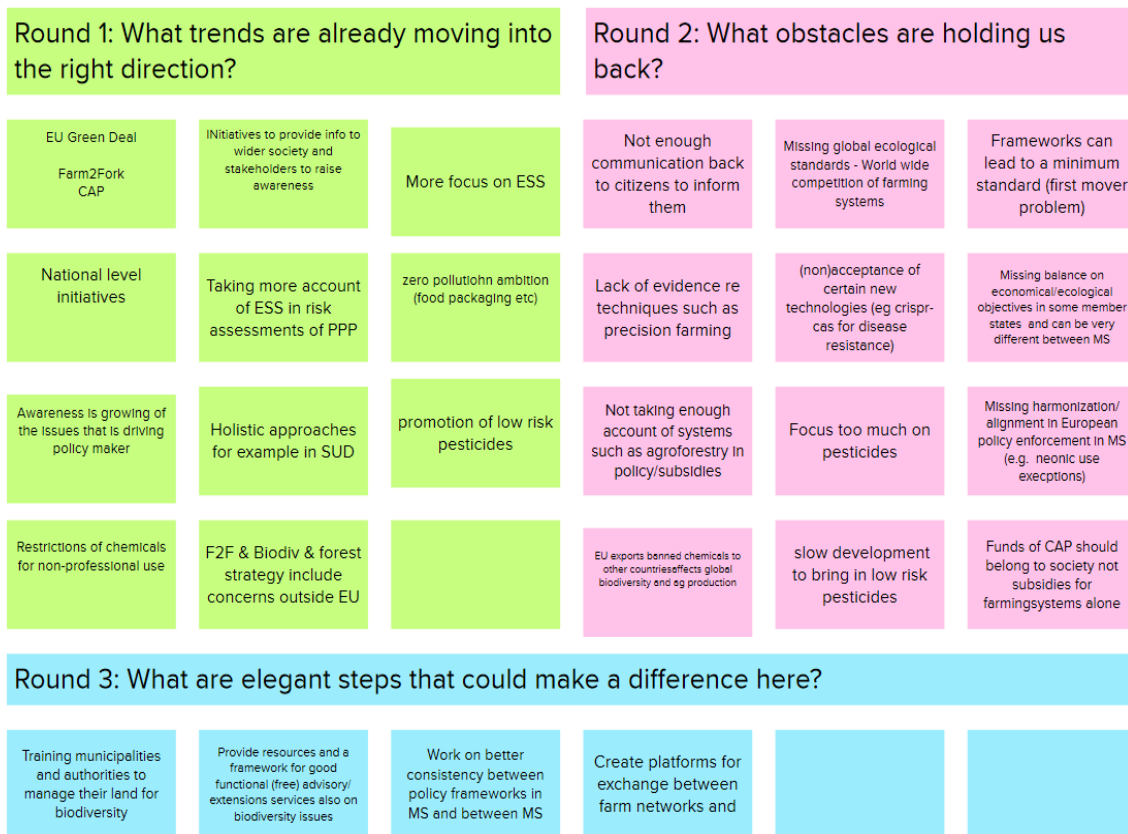 Round 1: What trends are already moving into
the right direction?
EU Green Deal
Farm2Fork
CAP
INitiatives to provide info to
wider society and
stakeholders to raise
awareness
More focus on ESS
National level
initiatives
Taking more account
of ESS in risk
assessments of PPP
zero pollutiohn ambition
(food packaging etc)
Awareness is growing of
the issues that is driving
policy maker
Holistic approaches
for example in SUD
promotion of low risk
pesticides
Restrictions of chemicals
for non-professional use
F2F & Biodiv & forest
strategy include
concerns outside EU
Round 2: What obstacles are holding us
back?
Not enough
communication back
to citizens to inform
them
Missing global ecological
standards - World wide
competition of farming
systems
Frameworks can
lead to a minimum
standard (first mover
problem)
Lack of evidence re
techniques such as
precision farming
(non)acceptance of
certain new
technologies (eg crispr-
cas for disease
resistance)
Missing balance on
economical/ecological
objectives in some member
states and can be very
different between MS
Not taking enough
account of systems
such as agroforestry in
policy/subsidies
Focus too much on
pesticides
Missing harmonization/
alignment in European
policy enforcement in MS
(e.g. neonic use
execptions)
EU exports banned chemicals to
other countriesaffects global
biodiversity and ag production
slow development
to bring in low risk
pesticides
Funds of CAP should
belong to society not
subsidies for
farmingsystems alone
Round 3: What are elegant steps that could make a difference here?
Training municipalities
and authorities to
manage their land for
biodiversity
Provide resources and a
framework for good
functional (free) advisory/
extensions services also on
biodiversity issues
Work on better
consistency between
policy frameworks in
MS and between MS
Create platforms for
exchange between
farm networks and